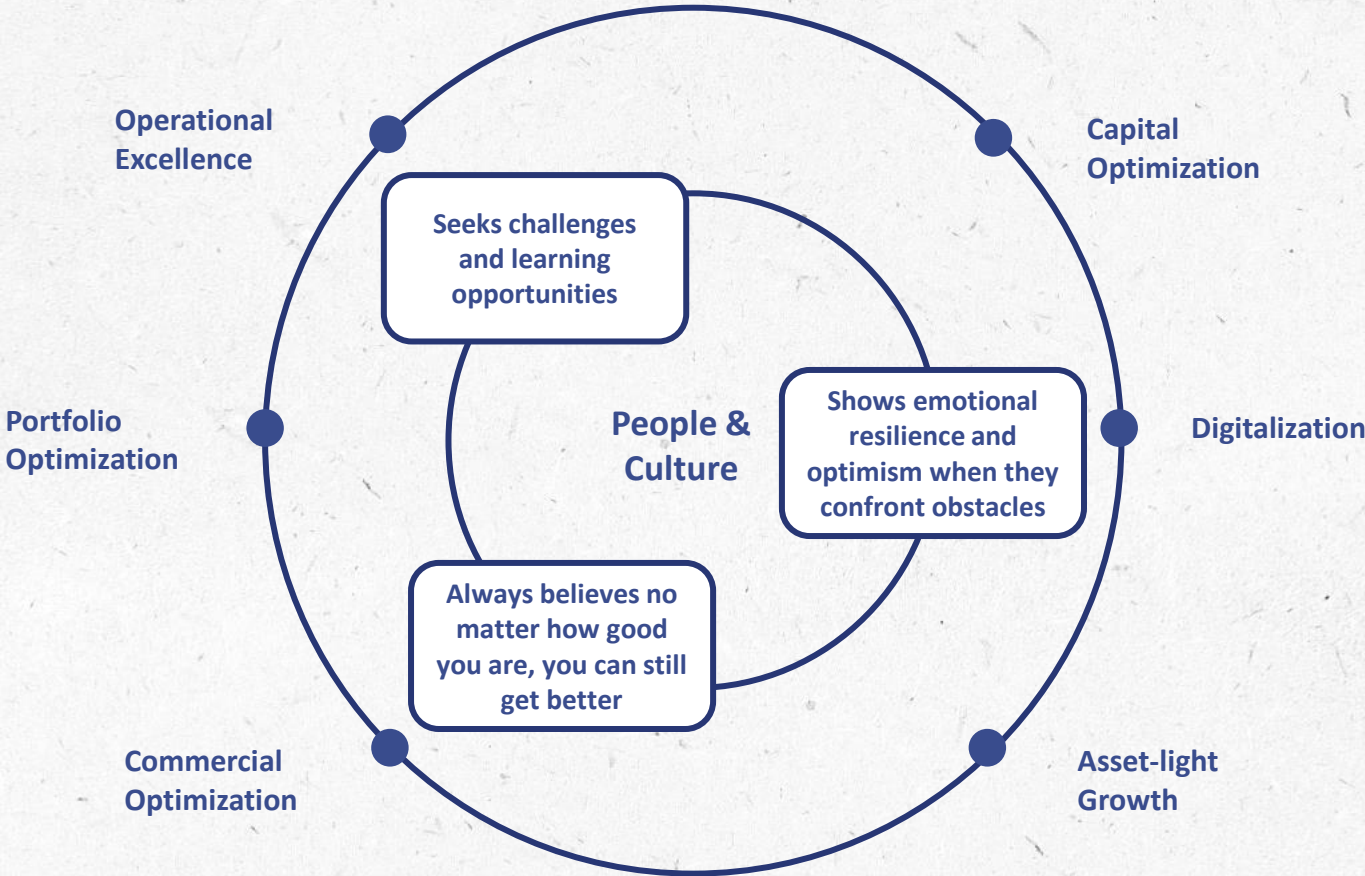 Operational
Excellence
Capital
Optimization
Seeks challenges
and learning
opportunities
Portfolio
Optimization
People &
Culture
Shows emotional
resilience and
optimism when they
confront obstacles
Digitalization
Always believes no
matter how good
you are, you can still
get better
Commercial
Optimization
Asset-light
Growth